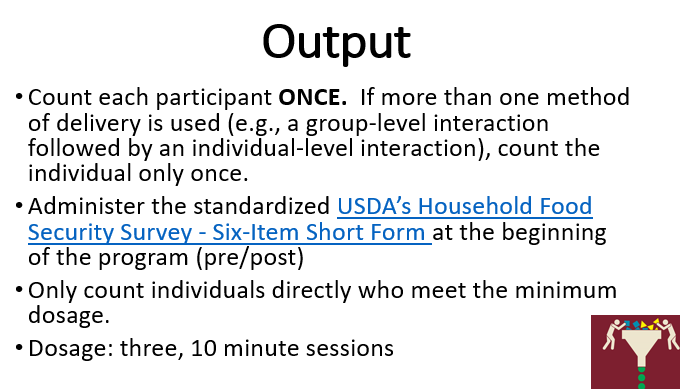 Output
• Count each participant ONCE.  If more than one method
of delivery is used (e.g., a group-level interaction
followed by an individual-level interaction), count the
individual only once.
• Administer the standardized USDA’s Household Food
Security Survey - Six-Item Short Form at the beginning
of the program (pre/post)
• Only count individuals directly who meet the minimum
dosage.
• Dosage: three, 10 minute sessions